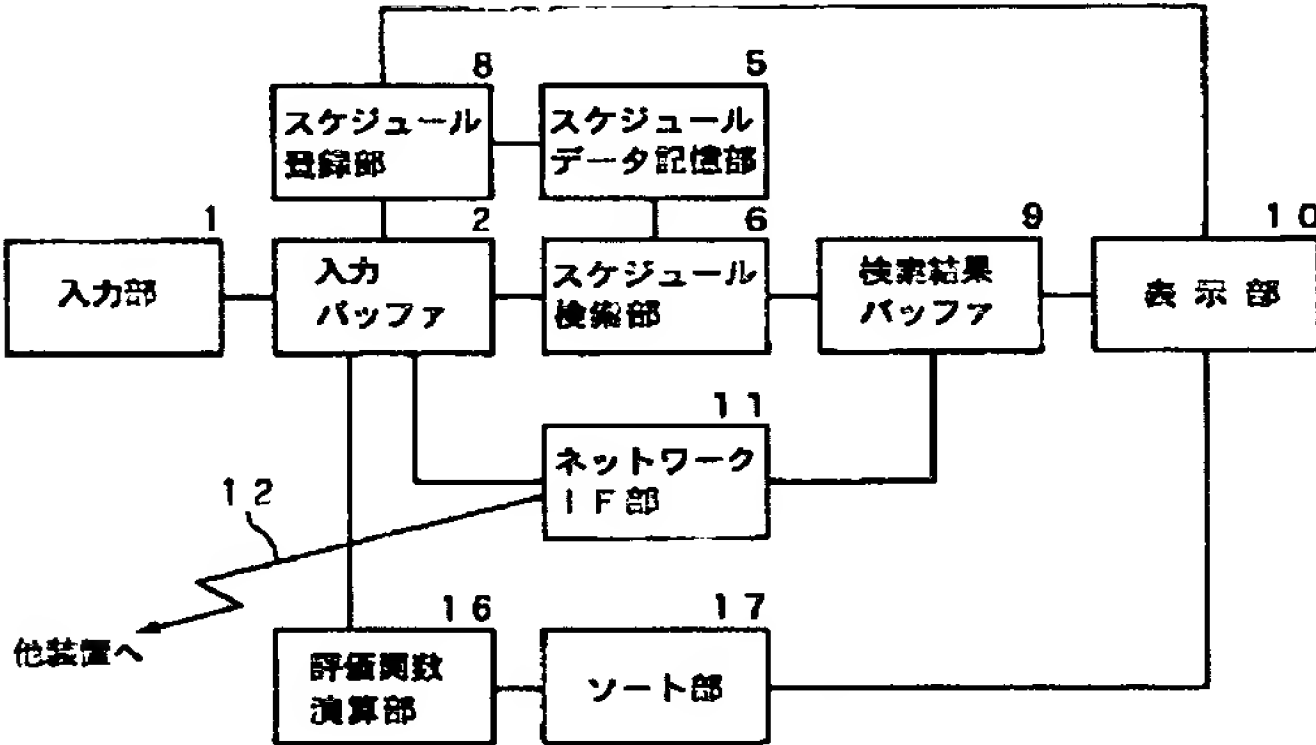 8
スケジュール
登録部
5
スケジュール
データ記憶部
1
入力部
2
入力
バッファ
6
スケジュール
検索部
9
検索結果
バッファ
10
表示部
11
ネットワーク
IF部
12
他装置へ
16
評価関数
演算部
17
ソート部